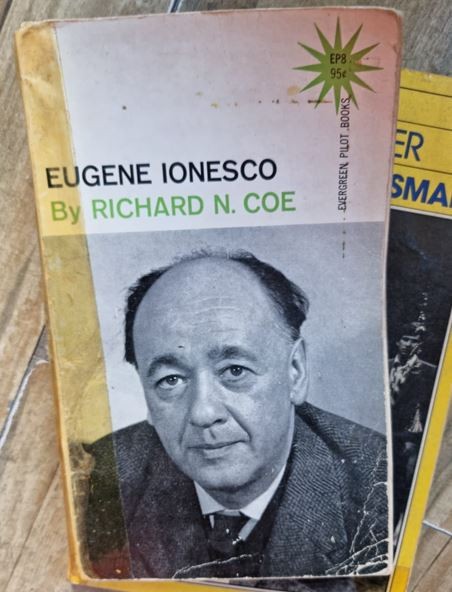 EP8
95¢
EVERGREEN PILOT BOOKS
EUGENE IONESCO
By RICHARD N. COE
ER
SMA